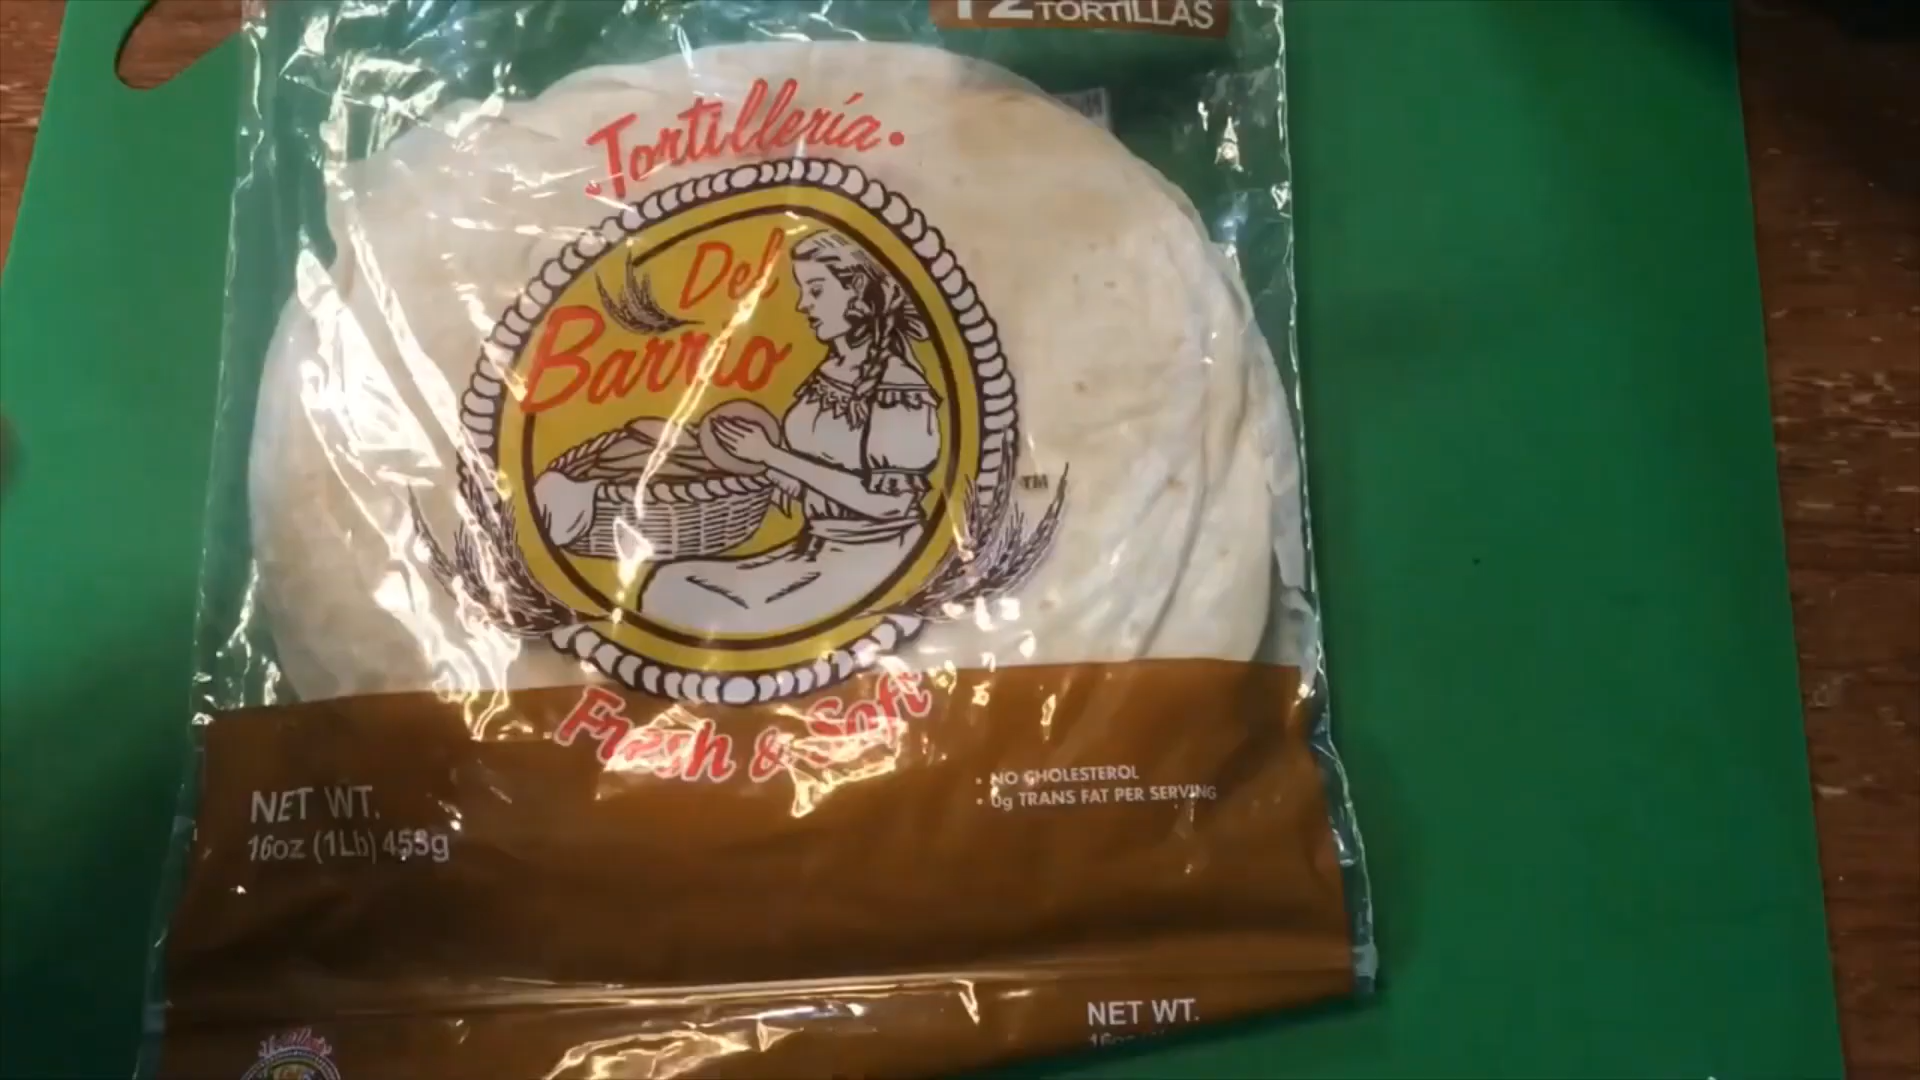 12 TORTILLAS
Tortillería
Del
Barrio
TM
Fresh & Soft
NET WT.
16oz (1Lb) 453g
• NO CHOLESTEROL
• 0g TRANS FAT PER SERVING
NET WT.